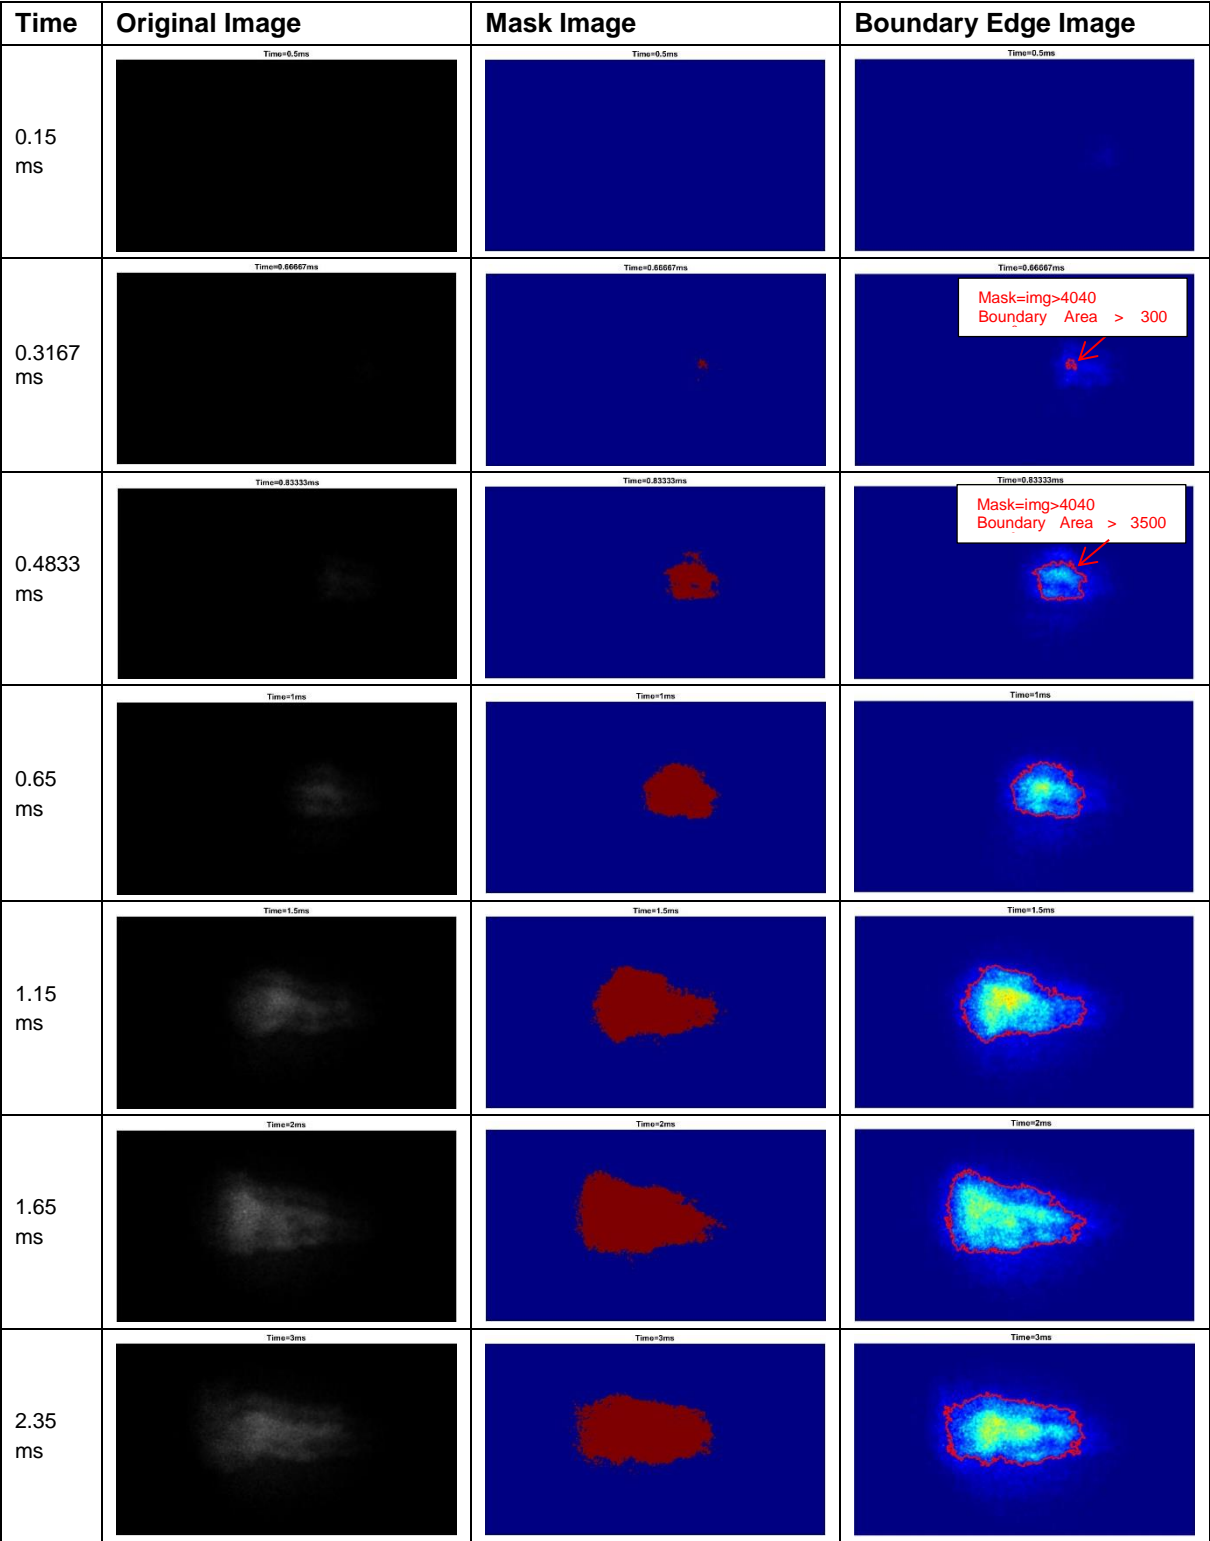 Time Original Image Mask Image Boundary Edge Image
Time=0.5ms Time=0.5ms Time=0.5ms
0.15
ms
Time=0.66667ms Time=0.66667ms Time=0.66667ms
Mask=img>4040
Boundary Area > 300
0.3167
ms
Time=0.83333ms Time=0.83333ms Time=0.83333ms
Mask=img>4040
Boundary Area > 3500
0.4833
ms
Time=1ms Time=1ms Time=1ms
0.65
ms
Time=1.5ms Time=1.5ms Time=1.5ms
1.15
ms
Time=2ms Time=2ms Time=2ms
1.65
ms
Time=3ms Time=3ms Time=3ms
2.35
ms